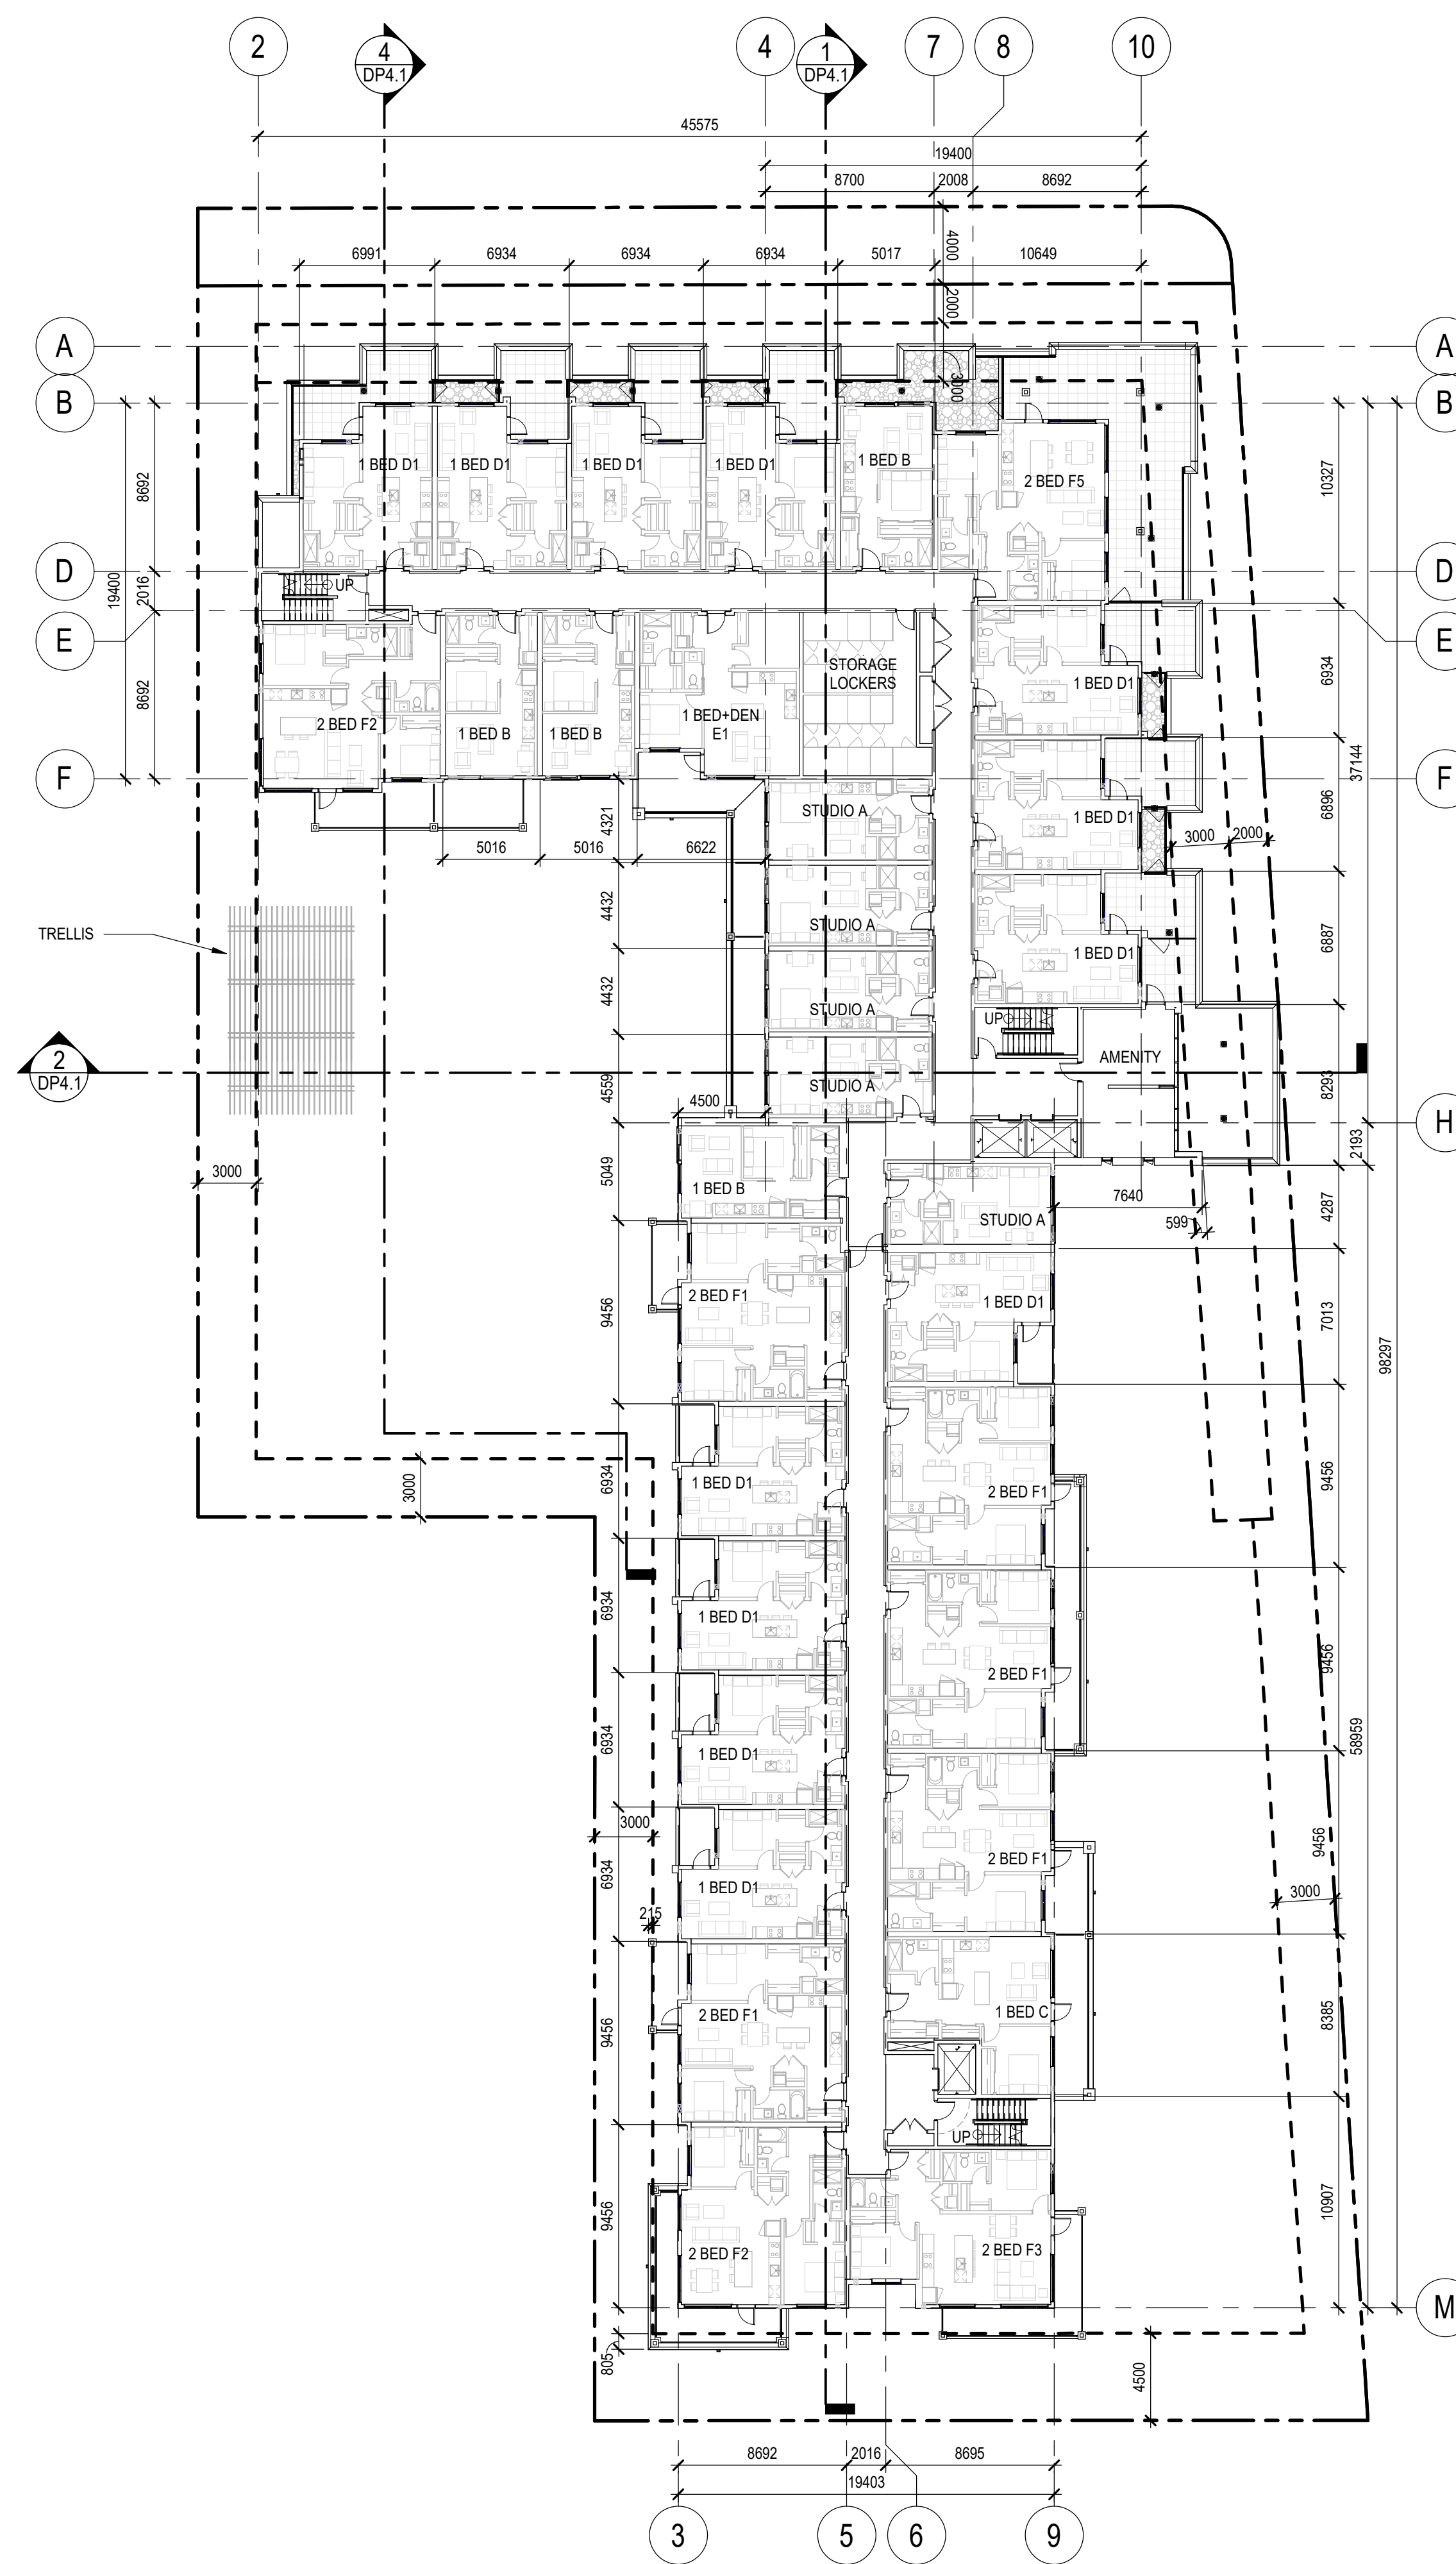 2
4
DP4.1
4
1
DP4.1
7
8
10
45575
19400
8700
2008
8692
6991
6934
6934
6934
5017
10649
4000
2000
3000
A
A
B
B
1 BED D1
1 BED D1
1 BED D1
1 BED D1
1 BED B
2 BED F5
8692
10327
D
D
19400
2016
UP
E
E
8692
STORAGE
LOCKERS
6934
1 BED D1
2 BED F2
1 BED B
1 BED B
1 BED+DEN
E1
37144
F
F
STUDIO A
4321
1 BED D1
6896
3000
2000
5016
5016
6622
4432
STUDIO A
TRELLIS
1 BED D1
6887
4432
STUDIO A
UP
AMENITY
2
DP4.1
STUDIO A
4559
8293
4500
H
2193
3000
5049
1 BED B
7640
STUDIO A
599
4287
2 BED F1
1 BED D1
9456
7013
98297
6934
1 BED D1
3000
2 BED F1
9456
6934
1 BED D1
2 BED F1
9456
6934
1 BED D1
58959
3000
9456
2 BED F1
6934
1 BED D1
3000
215
2 BED F1
1 BED C
9456
8385
UP
9456
2 BED F2
2 BED F3
10907
M
805
4500
8692
2016
8695
19403
3
5
6
9